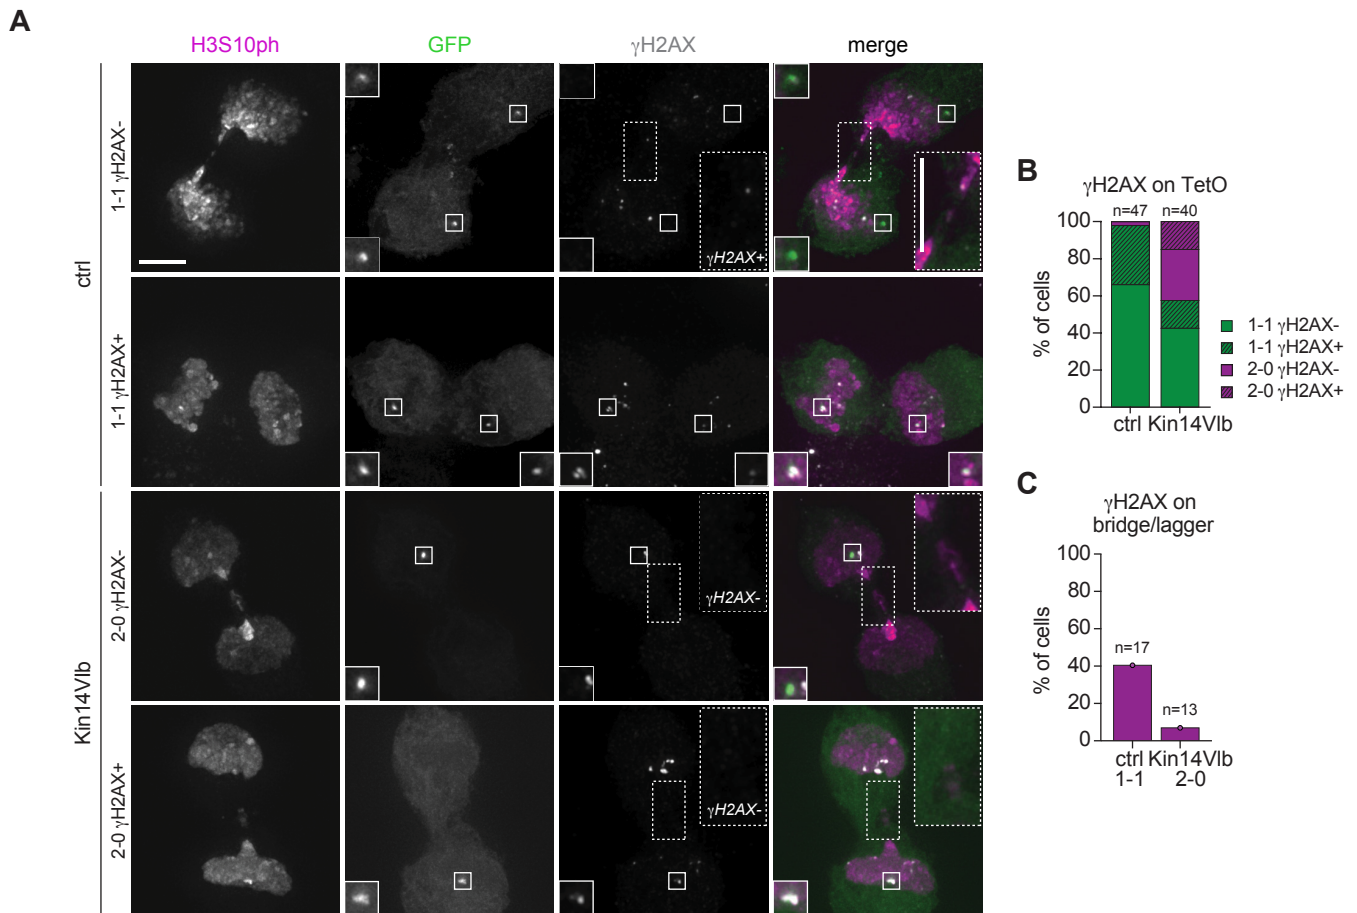 A
H3S10ph GFP γH2AX merge
ctrl
1-1 γH2AX-
γH2AX+
1-1 γH2AX+
Kin14VIb
2-0 γH2AX-
γH2AX-
2-0 γH2AX+
γH2AX-
B
γH2AX on TetO
n=47 n=40
100
80
60
40
20
0
% of cells
ctrl Kin14VIb
1-1 γH2AX-
1-1 γH2AX+
2-0 γH2AX-
2-0 γH2AX+
C
γH2AX on
bridge/lagger
100
80
60
40
20
0
% of cells
n=17
n=13
ctrl Kin14VIb
1-1 2-0